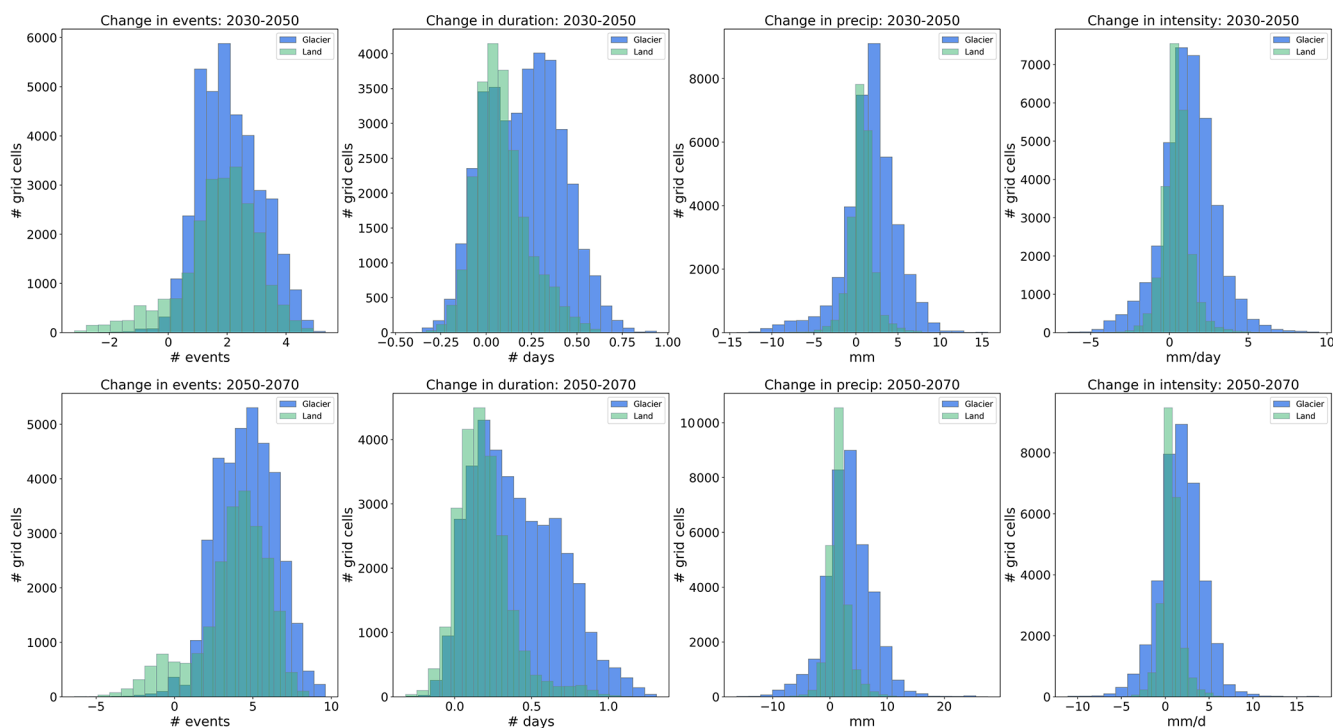 Change in events: 2030-2050
Glacier
Land
# grid cells
6000
5000
4000
3000
2000
1000
0
−2
0
2
4
# events
Change in duration: 2030-2050
Glacier
Land
# grid cells
4000
3500
3000
2500
2000
1500
1000
500
0
−0.50
−0.25
0.00
0.25
0.50
0.75
1.00
# days
Change in precip: 2030-2050
Glacier
Land
# grid cells
8000
6000
4000
2000
0
−15
−10
−5
0
5
10
15
mm
Change in intensity: 2030-2050
Glacier
Land
# grid cells
7000
6000
5000
4000
3000
2000
1000
0
−5
0
5
10
mm/day
Change in events: 2050-2070
Glacier
Land
# grid cells
5000
4000
3000
2000
1000
0
−5
0
5
10
# events
Change in duration: 2050-2070
Glacier
Land
# grid cells
4000
3000
2000
1000
0
0.0
0.5
1.0
# days
Change in precip: 2050-2070
Glacier
Land
# grid cells
10000
8000
6000
4000
2000
0
−10
0
10
20
mm
Change in intensity: 2050-2070
Glacier
Land
# grid cells
8000
6000
4000
2000
0
−10
−5
0
5
10
15
mm/d